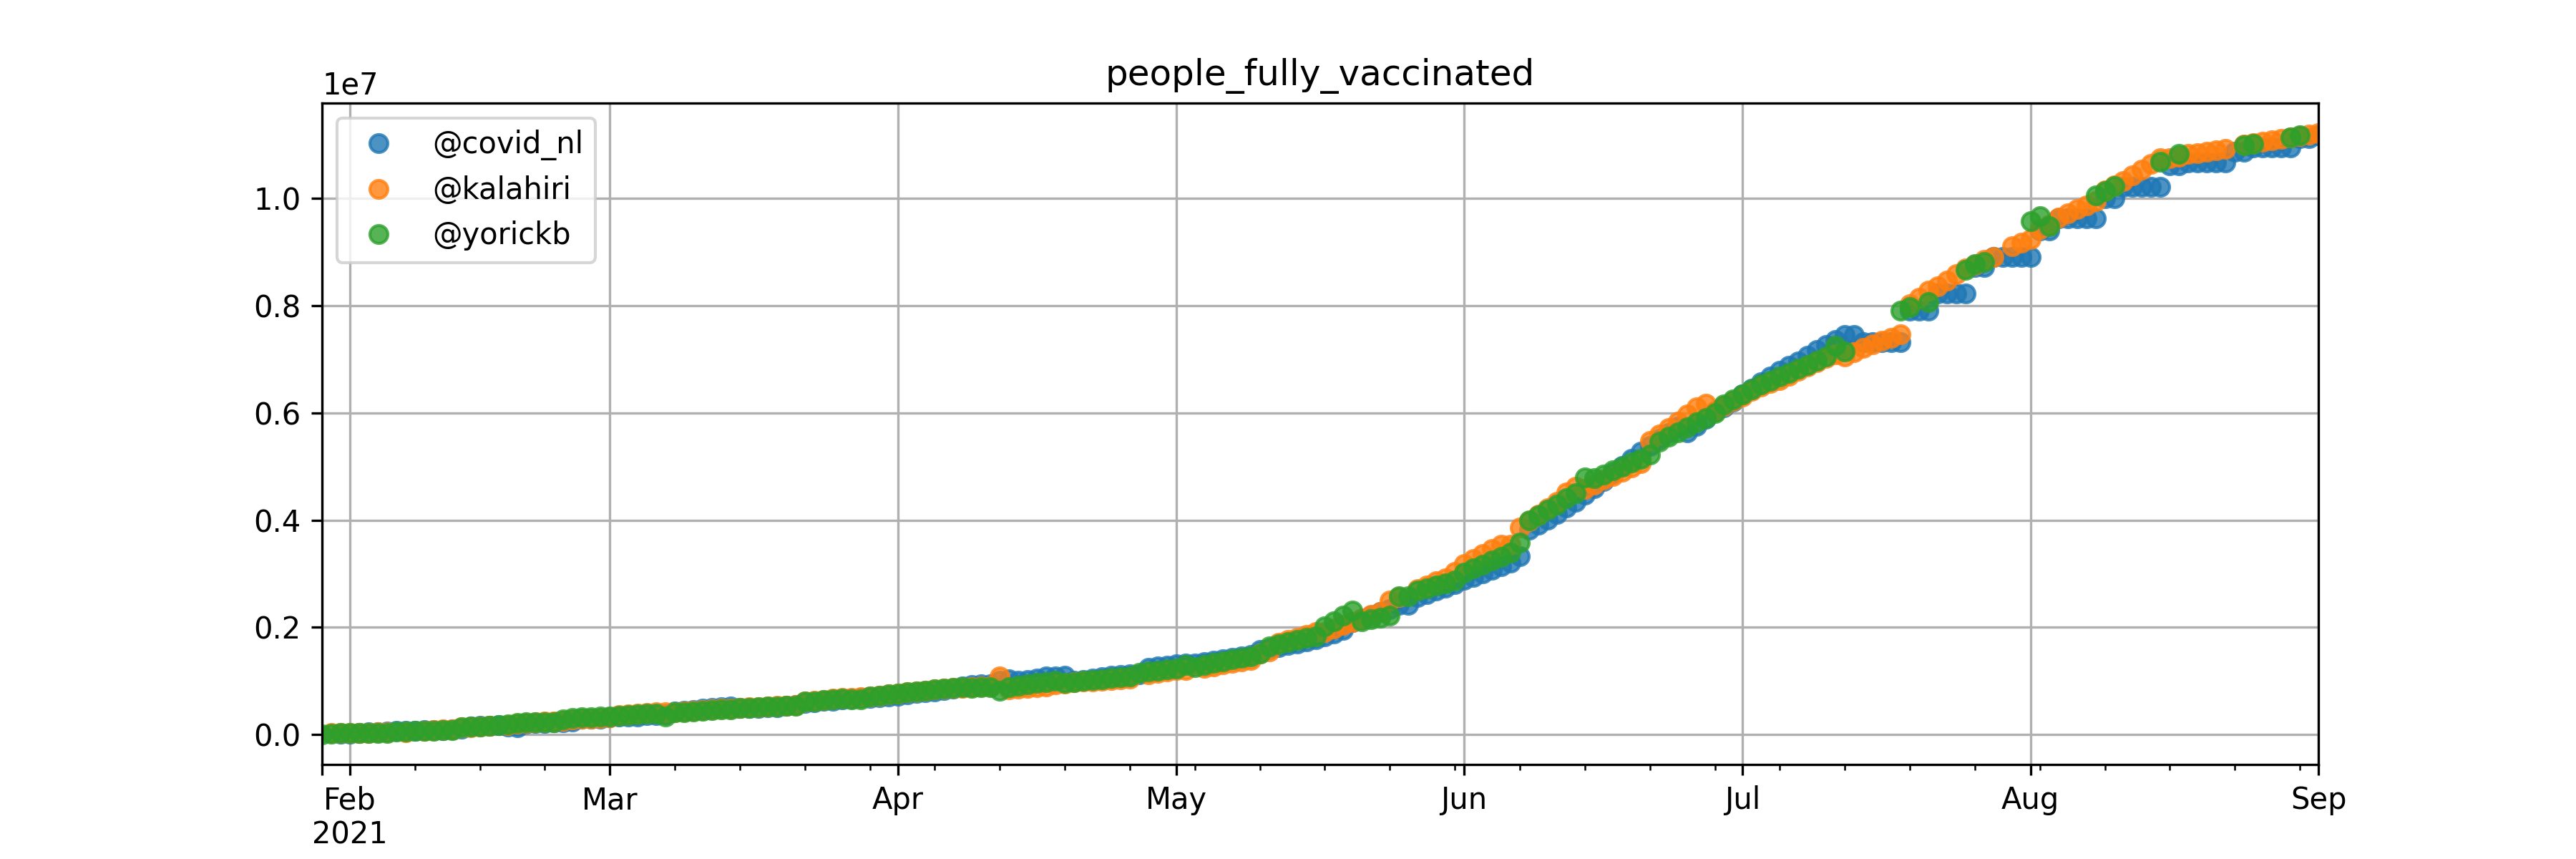 people_fully_vaccinated
1e7
@covid_nl
@kalahiri
@yorickb
1.0
0.8
0.6
0.4
0.2
0.0
Feb Mar Apr May Jun Jul Aug Sep
2021